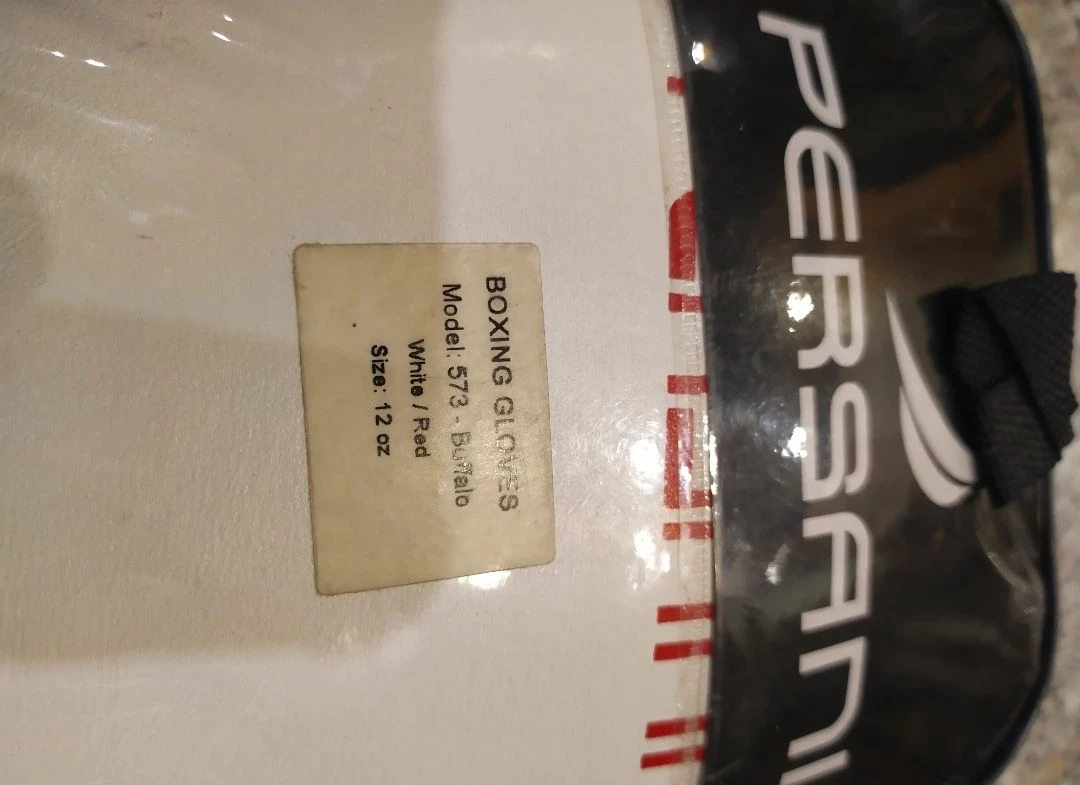 PERSANI
BOXING GLOVES
Model: 573 - Buffalo
White / Red
Size: 12 oz